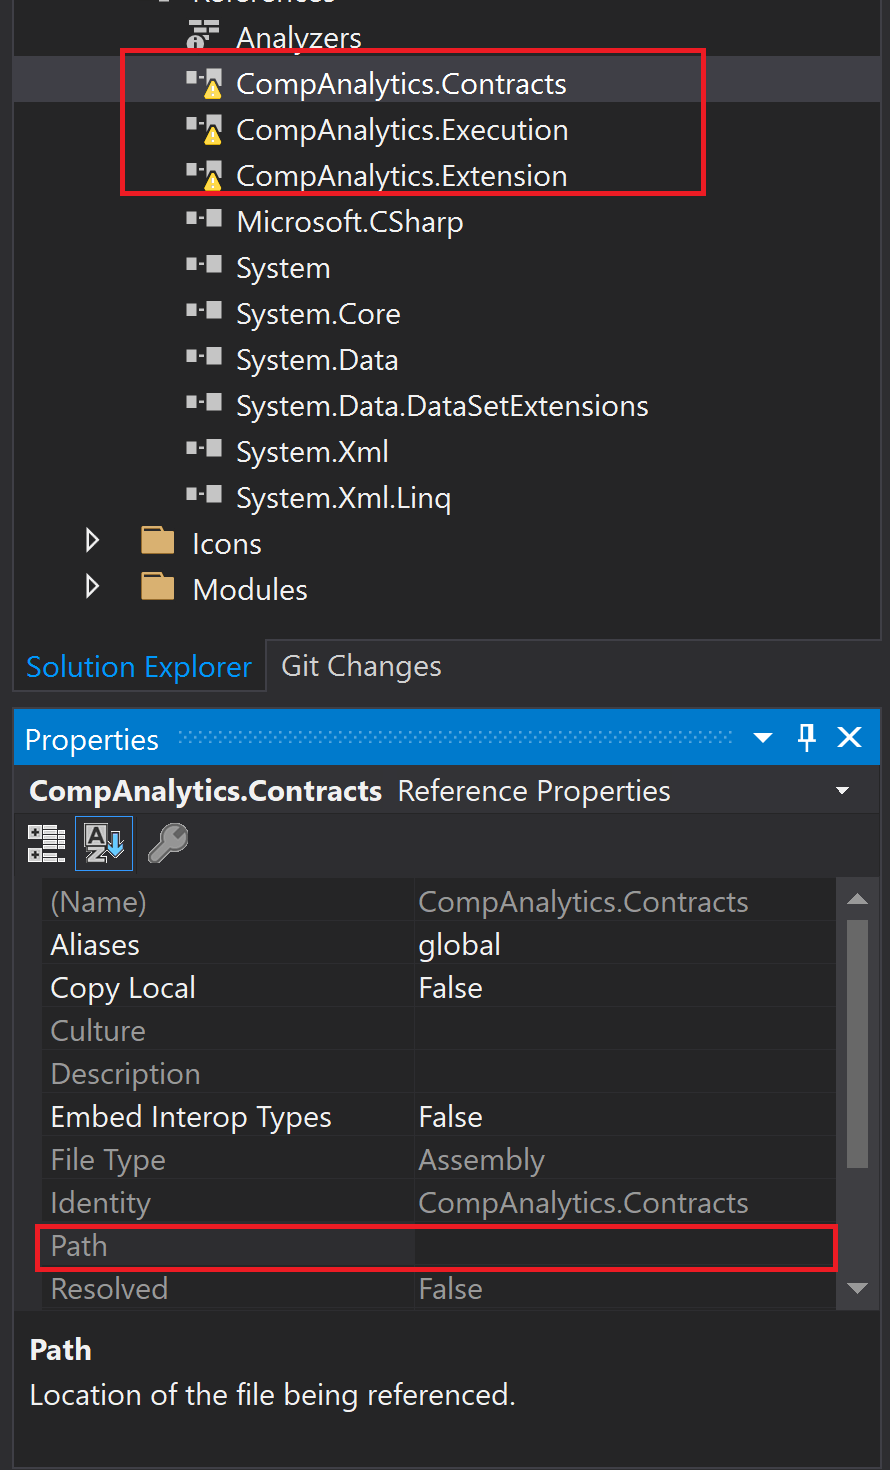 References
Analyzers
CompAnalytics.Contracts
CompAnalytics.Execution
CompAnalytics.Extension
Microsoft.CSharp
System
System.Core
System.Data
System.Data.DataSetExtensions
System.Xml
System.Xml.Linq
Icons
Modules
Solution Explorer Git Changes
Properties
CompAnalytics.Contracts Reference Properties
(Name) CompAnalytics.Contracts
Aliases global
Copy Local False
Culture
Description
Embed Interop Types False
File Type Assembly
Identity CompAnalytics.Contracts
Path
Resolved False
Path
Location of the file being referenced.